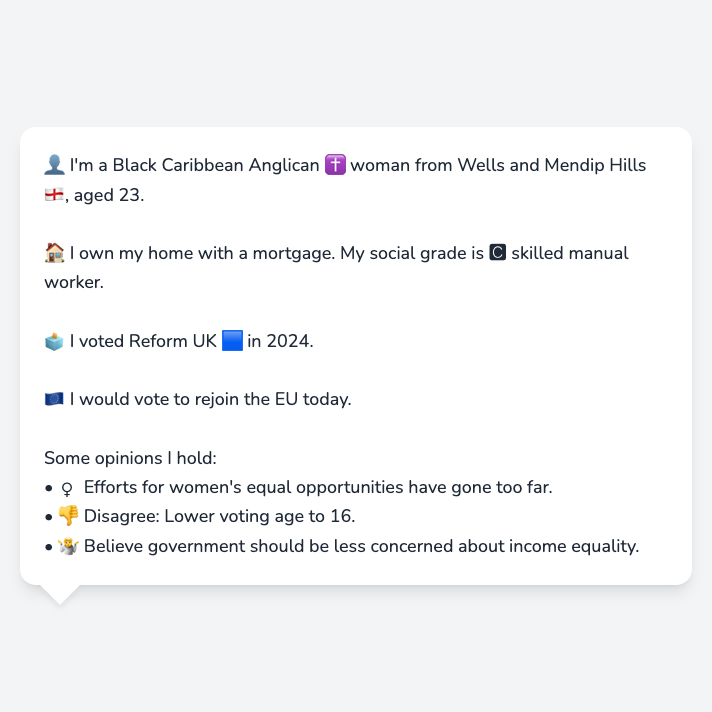 👤 I'm a Black Caribbean Anglican ✝️ woman from Wells and Mendip Hills
🏴󠁧󠁢󠁥󠁮󠁧󠁿, aged 23.
🏠 I own my home with a mortgage. My social grade is 🅲 skilled manual
worker.
🗳️ I voted Reform UK 🟦 in 2024.
🇪🇺 I would vote to rejoin the EU today.
Some opinions I hold:
• ♀ Efforts for women's equal opportunities have gone too far.
• 👎 Disagree: Lower voting age to 16.
• 🤷 Believe government should be less concerned about income equality.